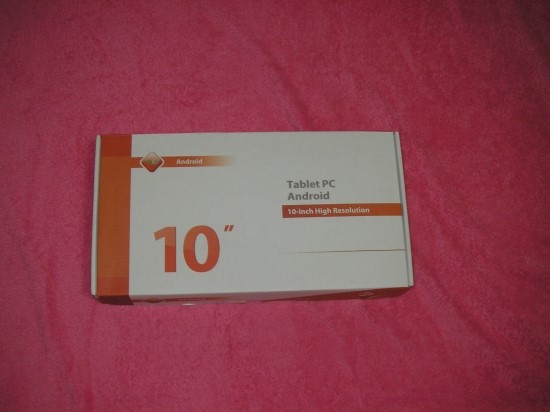 Android
Tablet PC
Android
10-inch High Resolution
10"